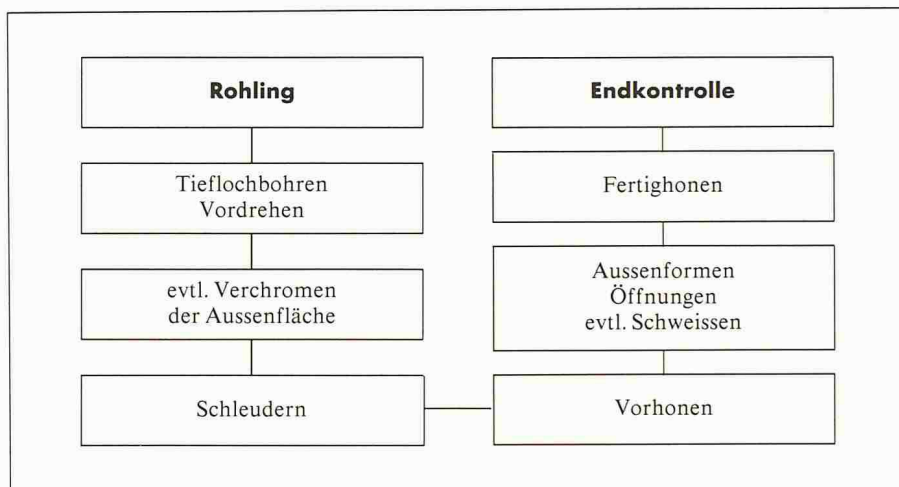 Rohling
Tieflochbohren
Vordrehen
evtl. Verchromen
der Aussenfläche
Schleudern
Endkontrolle
Fertighonen
Aussenformen
Öffnungen
evtl. Schweissen
Vorhonen